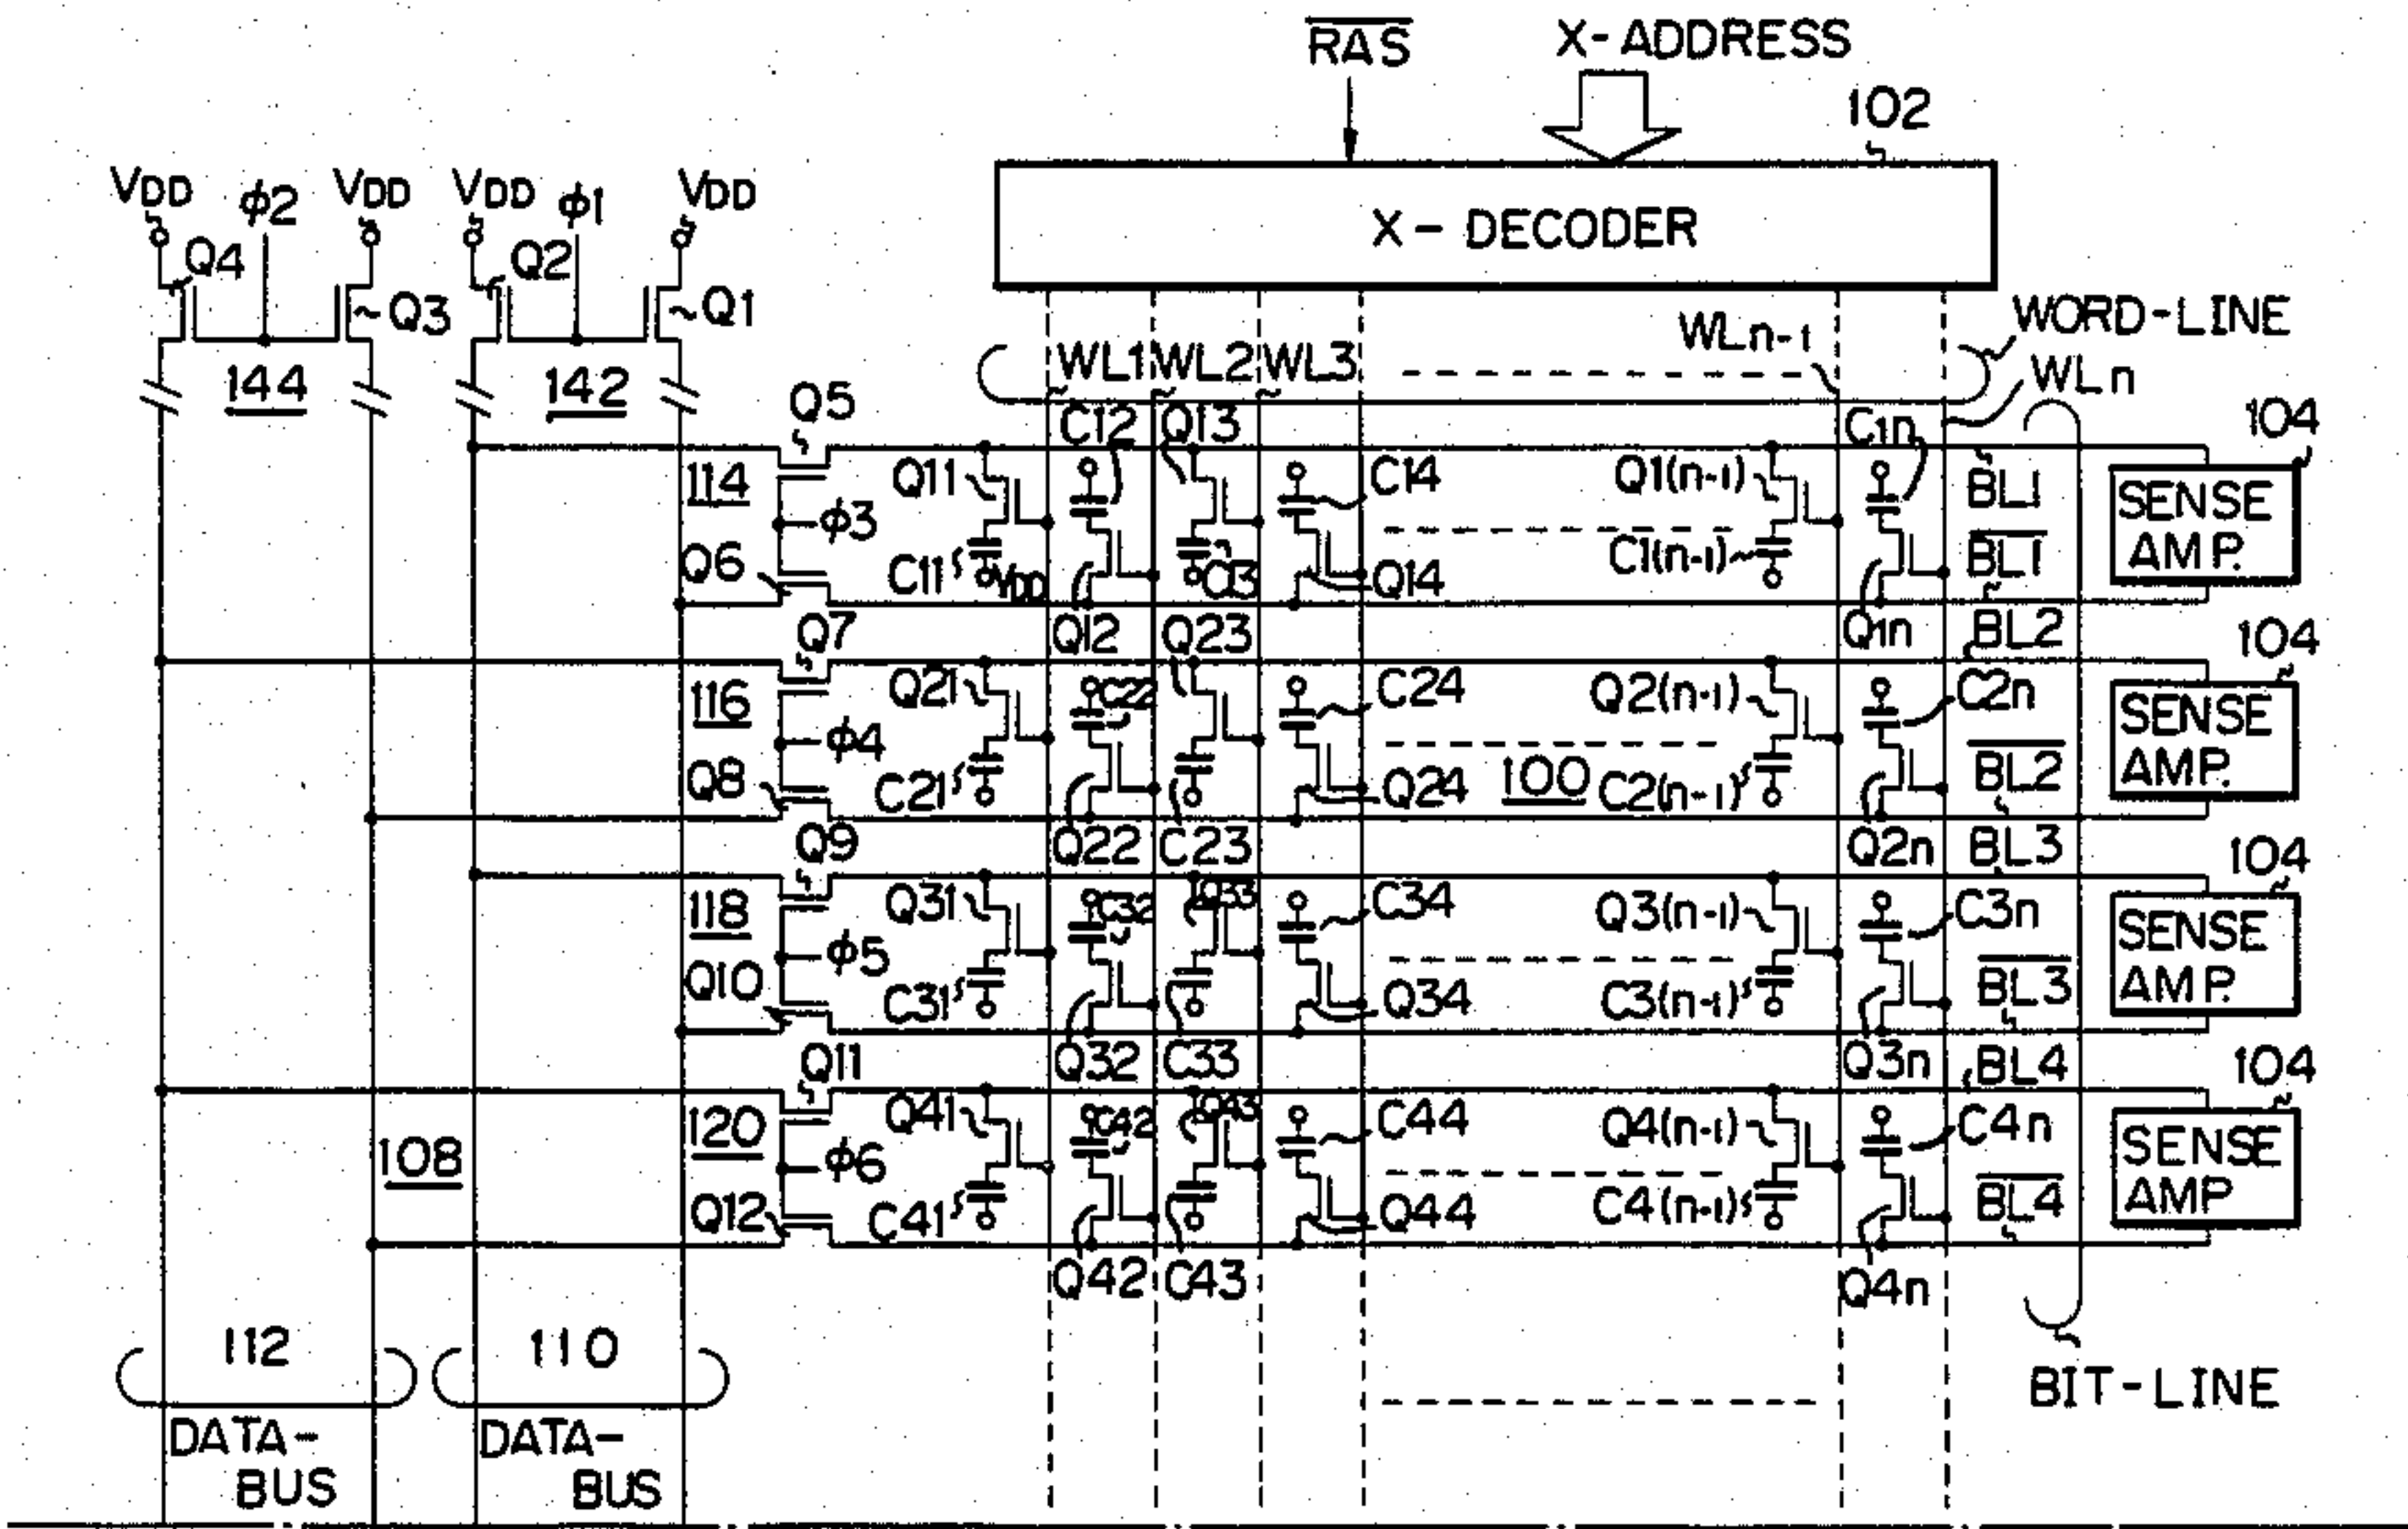 RAS X-ADDRESS
102
VDD φ2 VDD VDD φ1 VDD
X- DECODER
Q4 Q3 Q2 Q1
WORD-LINE
WL1 WL2 WL3 WLn-1 WLn
144 142
Q5 C12 Q13 C1n 104
114 Q11 C14 Q1(n-1) BL1 SENSE
φ3 AMP.
Q6 C11 VDD C13 Q14 C1(n-1) BL1
Q7 Q12 Q23 Q1n BL2 104
116 Q21 C22 C24 Q2(n-1) C2n SENSE
φ4 AMP.
Q8 C21 Q24 100 C2(n-1) BL2
Q9 Q22 C23 Q2n BL3 104
118 Q31 C32 Q33 C34 Q3(n-1) C3n SENSE
φ5 AMP.
Q10 C31 Q34 C3(n-1) BL3
Q11 Q32 C33 Q3n BL4 104
108 120 Q41 C42 Q43 C44 Q4(n-1) C4n SENSE
φ6 AMP
Q12 C41 Q44 C4(n-1) BL4
Q42 C43 Q4n
112 110
BIT-LINE
DATA-
BUS
DATA-
BUS